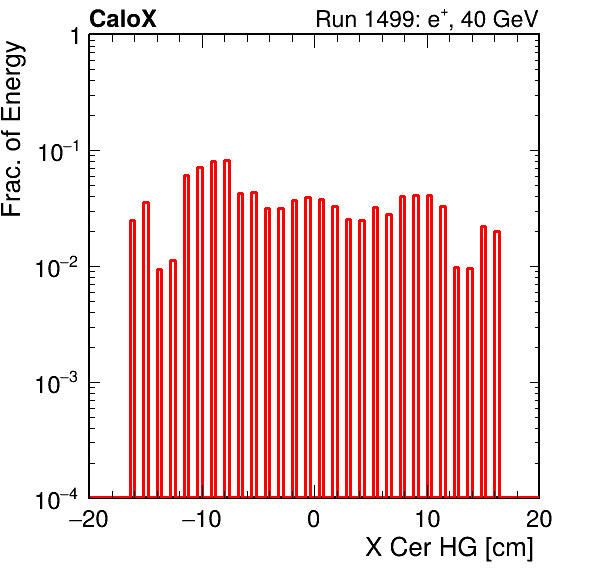 CaloX Run 1499: e⁺, 40 GeV
Frac. of Energy
1
10⁻¹
10⁻²
10⁻³
10⁻⁴
−20 −10 0 10 20
X Cer HG [cm]